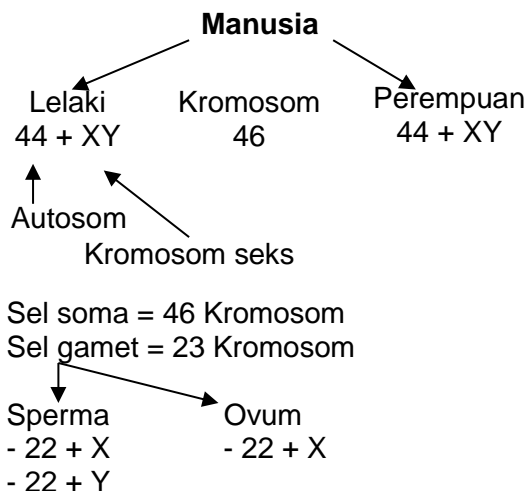 Manusia
Lelaki Kromosom Perempuan
44 + XY 46 44 + XY
Autosom
Kromosom seks
Sel soma = 46 Kromosom
Sel gamet = 23 Kromosom
Sperma Ovum
- 22 + X - 22 + X
- 22 + Y